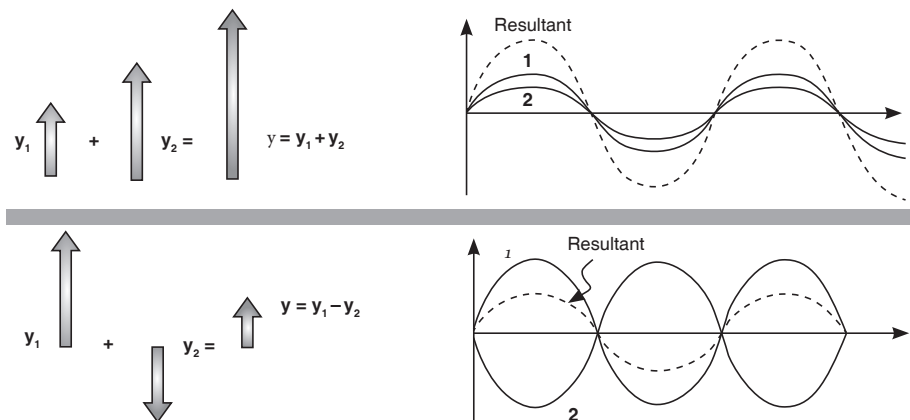 Resultant
1
2
y₁ + y₂ = y = y₁ + y₂
1
Resultant
y = y₁ – y₂
y₁ + y₂ =
2